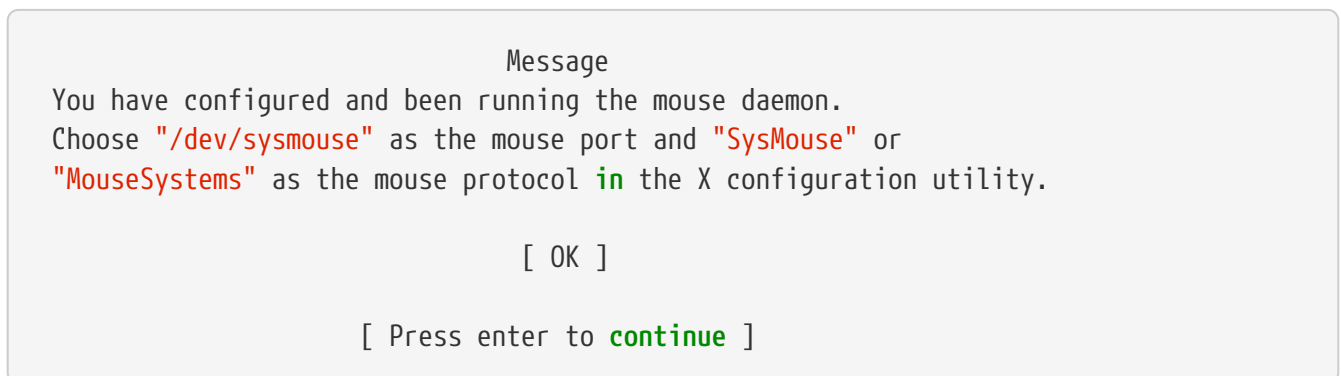 Message
You have configured and been running the mouse daemon.
Choose "/dev/sysmouse" as the mouse port and "SysMouse" or
"MouseSystems" as the mouse protocol in the X configuration utility.
[ OK ]
[ Press enter to continue ]